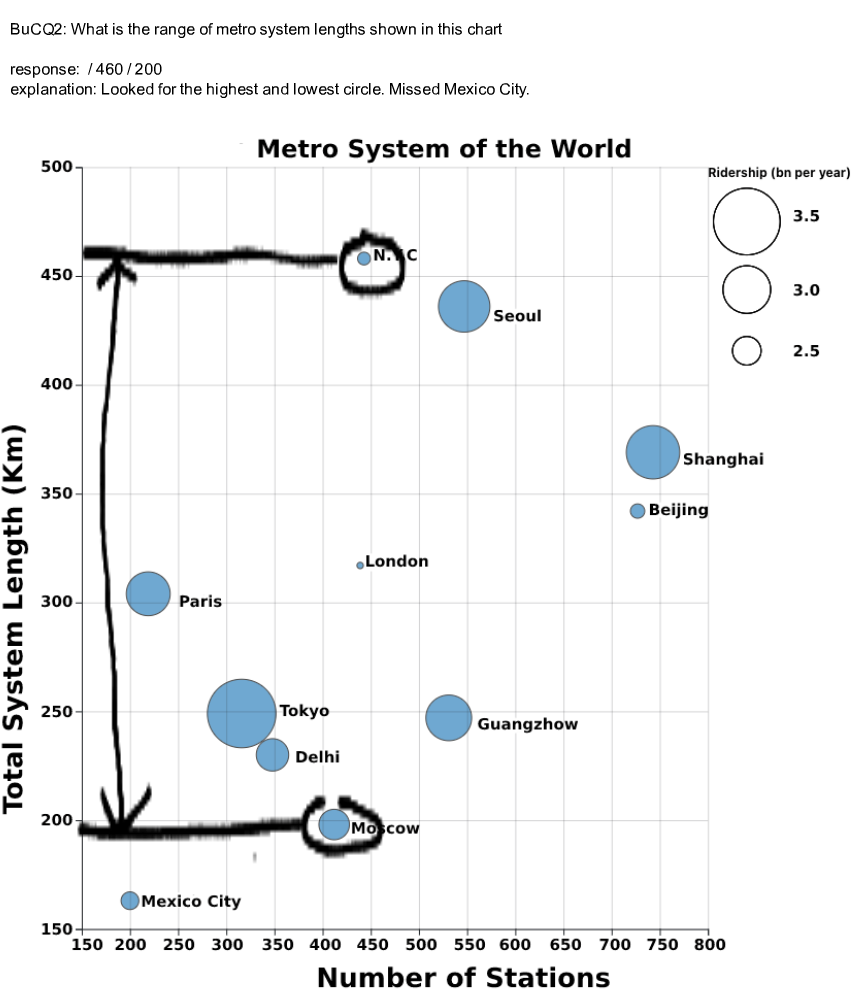 BuCQ2: What is the range of metro system lengths shown in this chart
response:  / 460 / 200
explanation: Looked for the highest and lowest circle. Missed Mexico City.
Metro System of the World
Ridership (bn per year)
3.5
3.0
2.5
500
450
400
350
300
250
200
150
Total System Length (Km)
N.Y.C
Seoul
Shanghai
Beijing
London
Paris
Tokyo
Guangzhow
Delhi
Moscow
Mexico City
150 200 250 300 350 400 450 500 550 600 650 700 750 800
Number of Stations